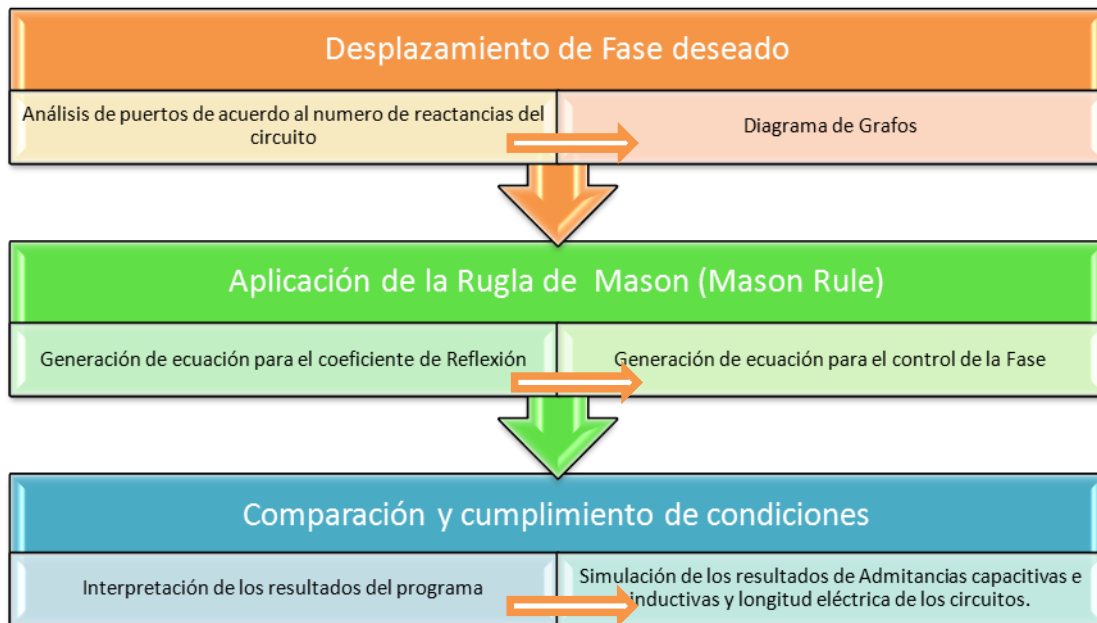 Desplazamiento de Fase deseado
Análisis de puertos de acuerdo al numero de reactancias del
circuito
Diagrama de Grafos
Aplicación de la Rugla de Mason (Mason Rule)
Generación de ecuación para el coeficiente de Reflexión
Generación de ecuación para el control de la Fase
Comparación y cumplimiento de condiciones
Interpretación de los resultados del programa
Simulación de los resultados de Admitancias capacitivas e
inductivas y longitud eléctrica de los circuitos.